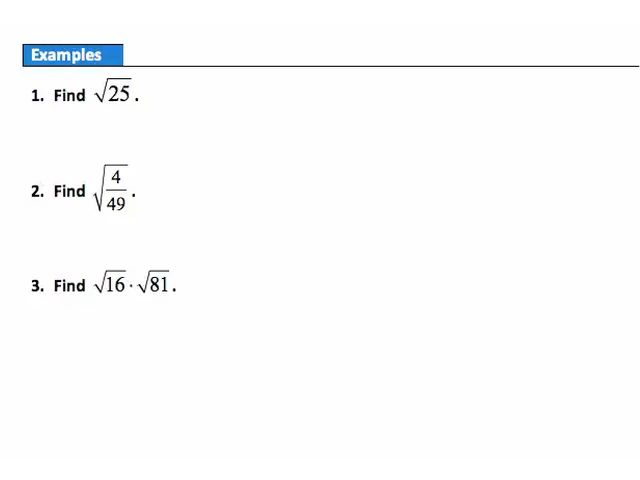 Examples
1. Find √25.
2. Find √(4/49).
3. Find √16 · √81.